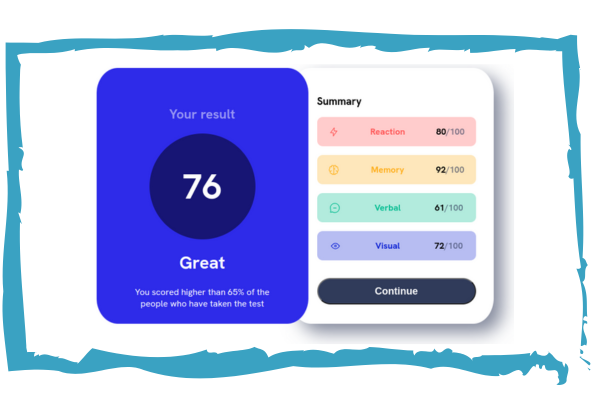 Your result
76
Great
You scored higher than 65% of the
people who have taken the test
Summary
Reaction 80/100
Memory 92/100
Verbal 61/100
Visual 72/100
Continue